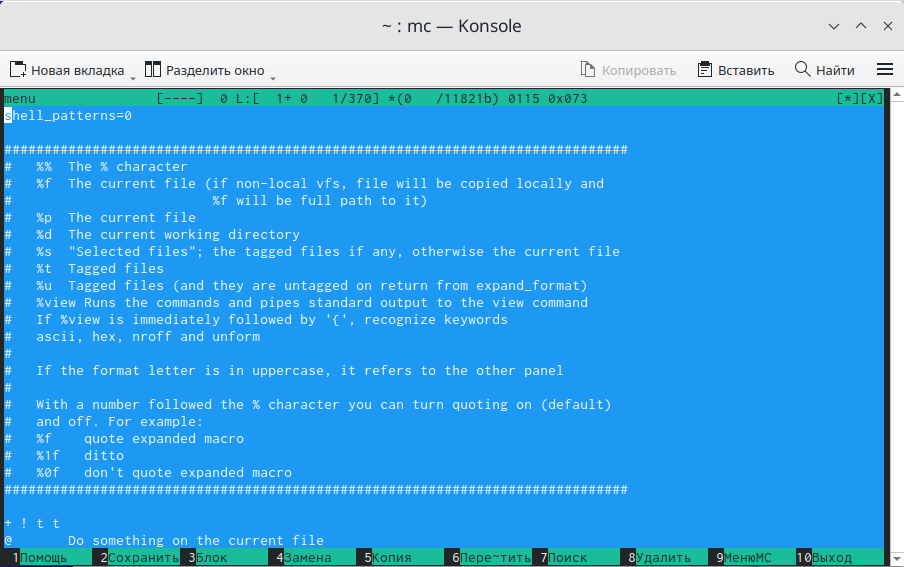 ~ : mc — Konsole
Новая вкладка Разделить окно Копировать Вставить Найти
menu [----] 0 L:[ 1+ 0 1/370] *(0 /11821b) 0115 0x073 [*][X]
shell_patterns=0
##############################################################################
# %% The % character
# %f The current file (if non-local vfs, file will be copied locally and
# %f will be full path to it)
# %p The current file
# %d The current working directory
# %s "Selected files"; the tagged files if any, otherwise the current file
# %t Tagged files
# %u Tagged files (and they are untagged on return from expand_format)
# %view Runs the commands and pipes standard output to the view command
# If %view is immediately followed by '{', recognize keywords
# ascii, hex, nroff and unform
#
# If the format letter is in uppercase, it refers to the other panel
#
# With a number followed the % character you can turn quoting on (default)
# and off. For example:
# %f quote expanded macro
# %1f ditto
# %0f don't quote expanded macro
##############################################################################
+ ! t t
@ Do something on the current file
1Помощь 2Сохранить 3Блок 4Замена 5Копия 6Пере~тить 7Поиск 8Удалить 9МенюMC 10Выход